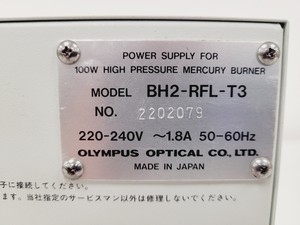 POWER SUPPLY FOR
100W HIGH PRESSURE MERCURY BURNER
MODEL BH2-RFL-T3
NO. 2202079
220-240V ~1.8A 50-60Hz
OLYMPUS OPTICAL CO., LTD.
MADE IN JAPAN
子に接続してください。
ます。当社指定のサービスマン以外は修理しないでください。